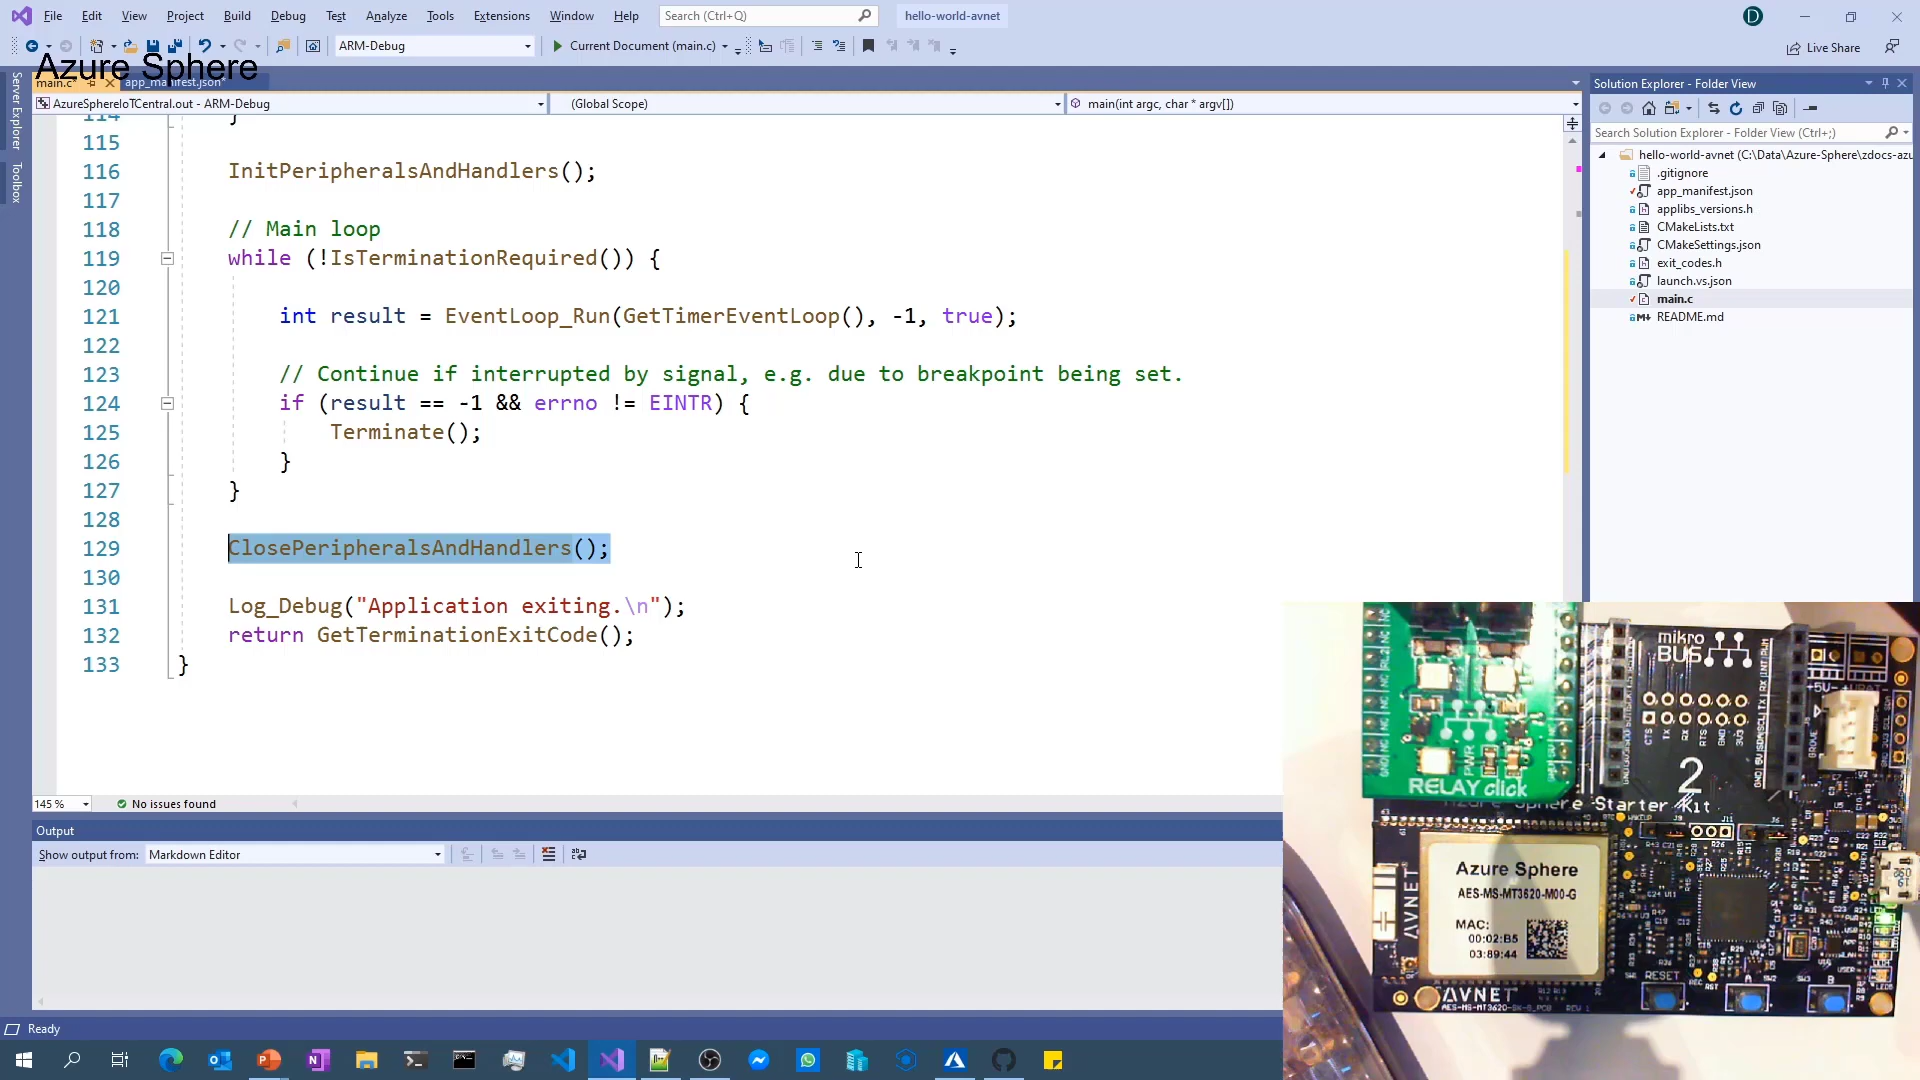 File Edit View Project Build Debug Test Analyze Tools Extensions Window Help Search (Ctrl+Q) hello-world-avnet D
ARM-Debug Current Document (main.c) Live Share
Azure Sphere
main.c* app_manifest.json*
AzureSphereIoTCentral.out - ARM-Debug (Global Scope) main(int argc, char * argv[])
Server Explorer
Toolbox
114 }
115
116 InitPeripheralsAndHandlers();
117
118 // Main loop
119 while (!IsTerminationRequired()) {
120
121 int result = EventLoop_Run(GetTimerEventLoop(), -1, true);
122
123 // Continue if interrupted by signal, e.g. due to breakpoint being set.
124 if (result == -1 && errno != EINTR) {
125 Terminate();
126 }
127 }
128
129 ClosePeripheralsAndHandlers();
130
131 Log_Debug("Application exiting.\n");
132 return GetTerminationExitCode();
133 }
145 % No issues found
Output
Show output from: Markdown Editor
Ready
Solution Explorer - Folder View
Search Solution Explorer - Folder View (Ctrl+;)
hello-world-avnet (C:\Data\Azure-Sphere\zdocs-azu
.gitignore
app_manifest.json
applibs_versions.h
CMakeLists.txt
CMakeSettings.json
exit_codes.h
launch.vs.json
main.c
README.md
mikro
BUS
2
PWR
RELAY click
Azure Sphere Starter Kit
Azure Sphere
AES-MS-MT3620-M00-G
MAC:
00:02:B5
03:89:44
AVNET
RESET
A
B
AVNET